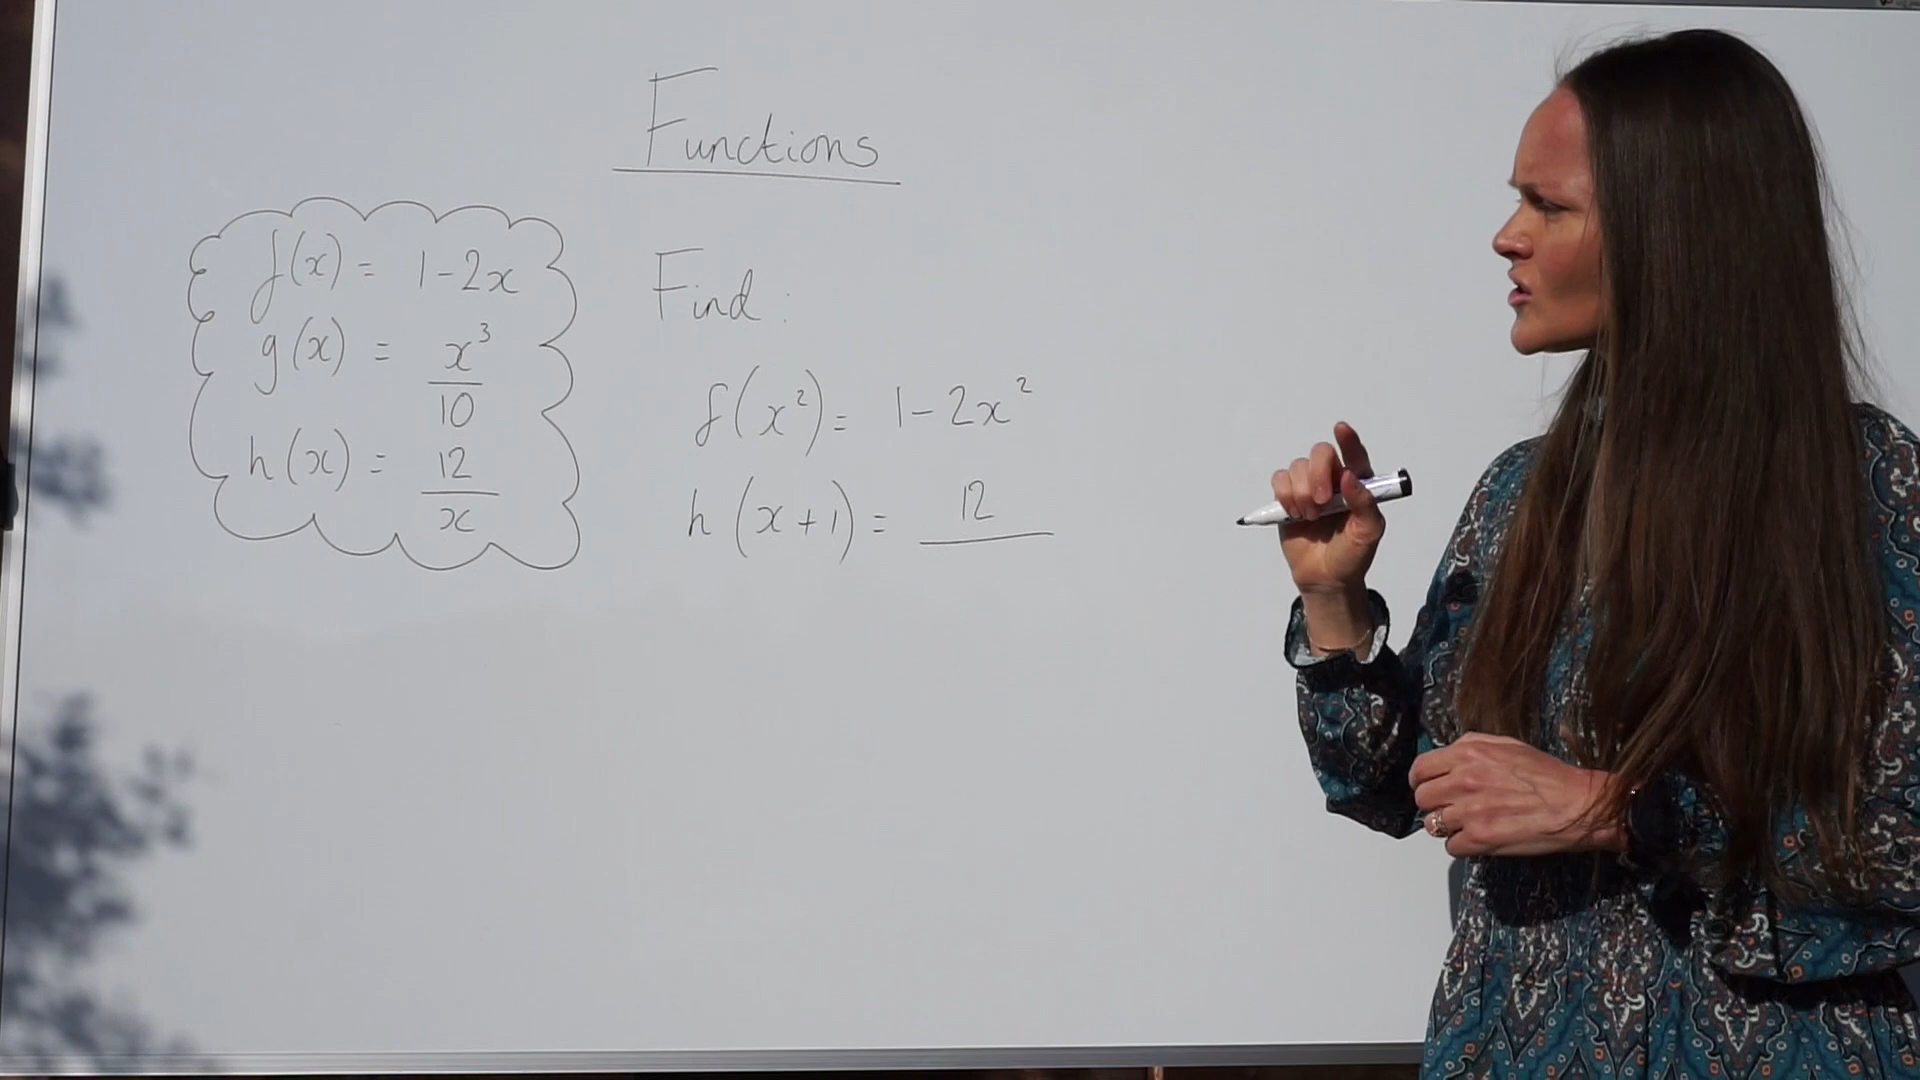 Functions
f(x) = 1-2x
g(x) = x³/10
h(x) = 12/x
Find:
f(x²) = 1-2x²
h(x+1) = 12/